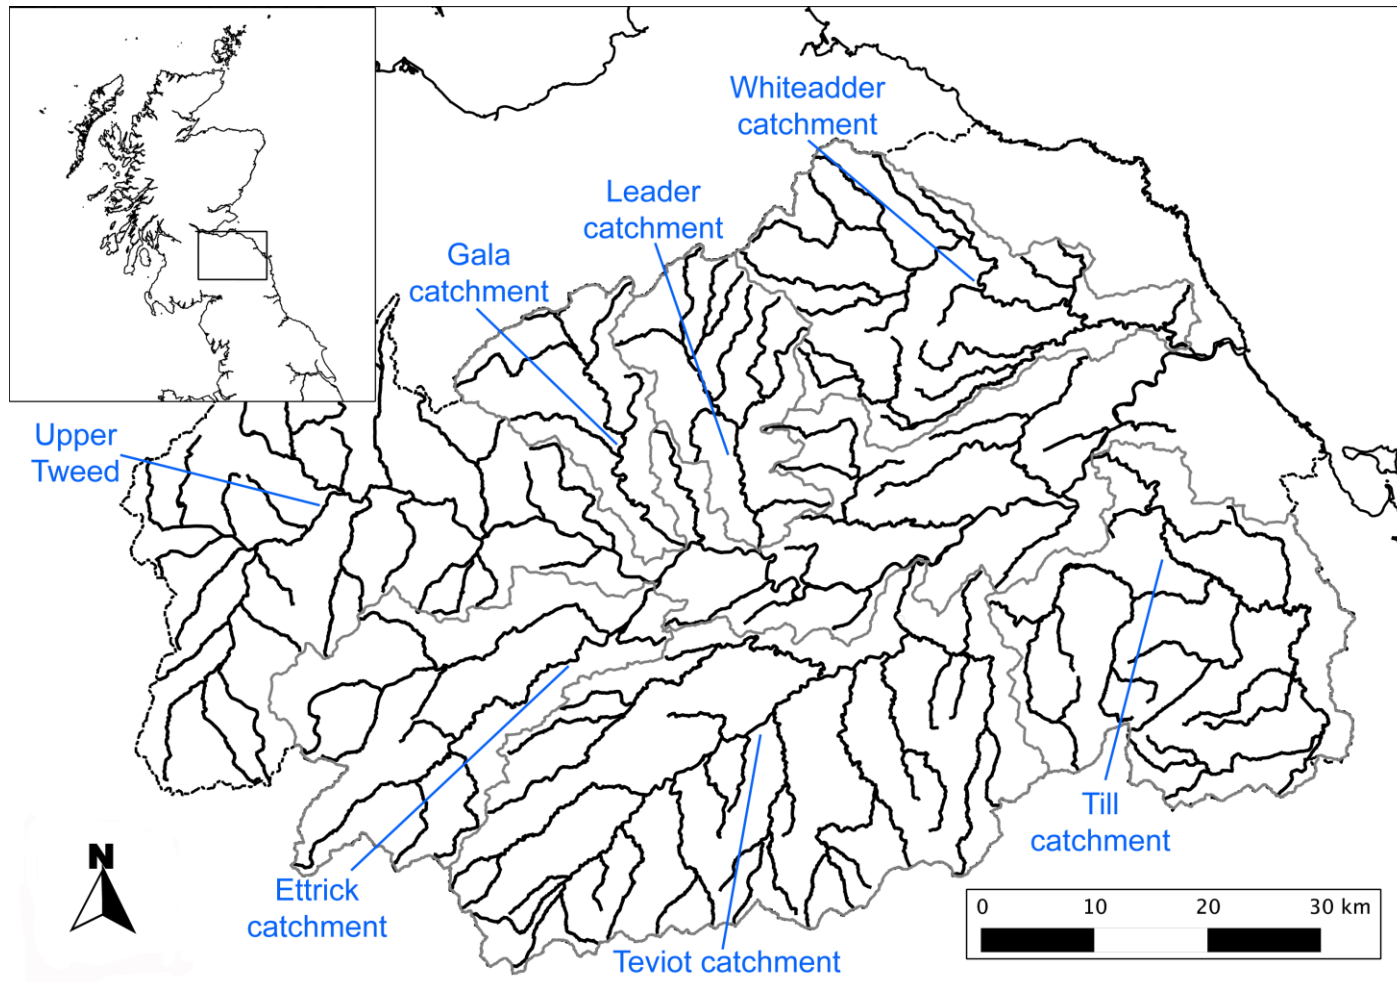 Whiteadder
catchment
Leader
catchment
Gala
catchment
Upper
Tweed
Till
catchment
Ettrick
catchment
Teviot catchment
N
0 10 20 30 km